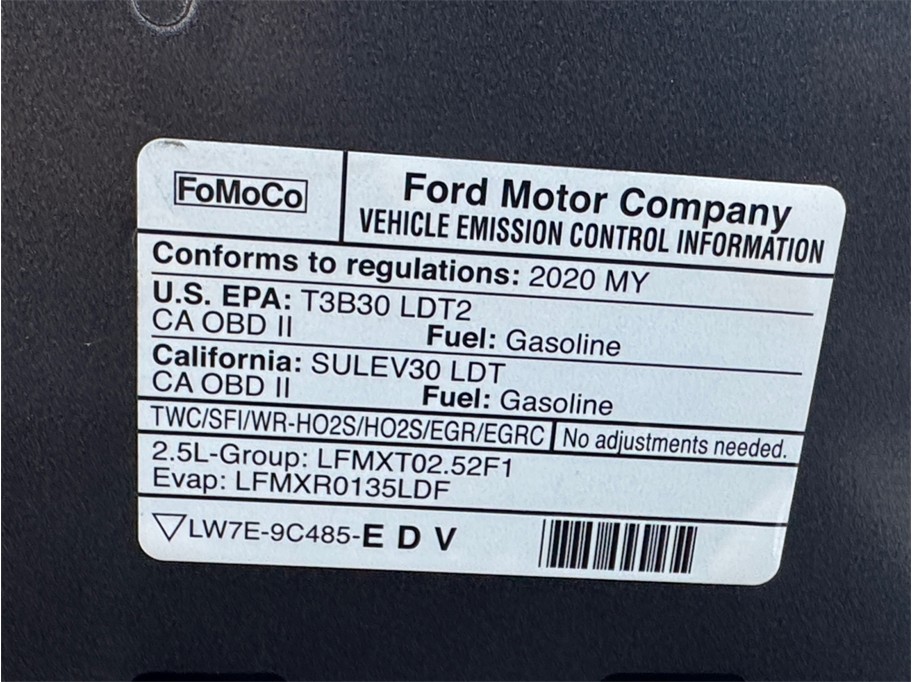 FoMoCo
Ford Motor Company
VEHICLE EMISSION CONTROL INFORMATION
Conforms to regulations: 2020 MY
U.S. EPA: T3B30 LDT2
CA OBD II Fuel: Gasoline
California: SULEV30 LDT
CA OBD II Fuel: Gasoline
TWC/SFI/WR-HO2S/HO2S/EGR/EGRC No adjustments needed.
2.5L-Group: LFMXT02.52F1
Evap: LFMXR0135LDF
LW7E-9C485-E D V